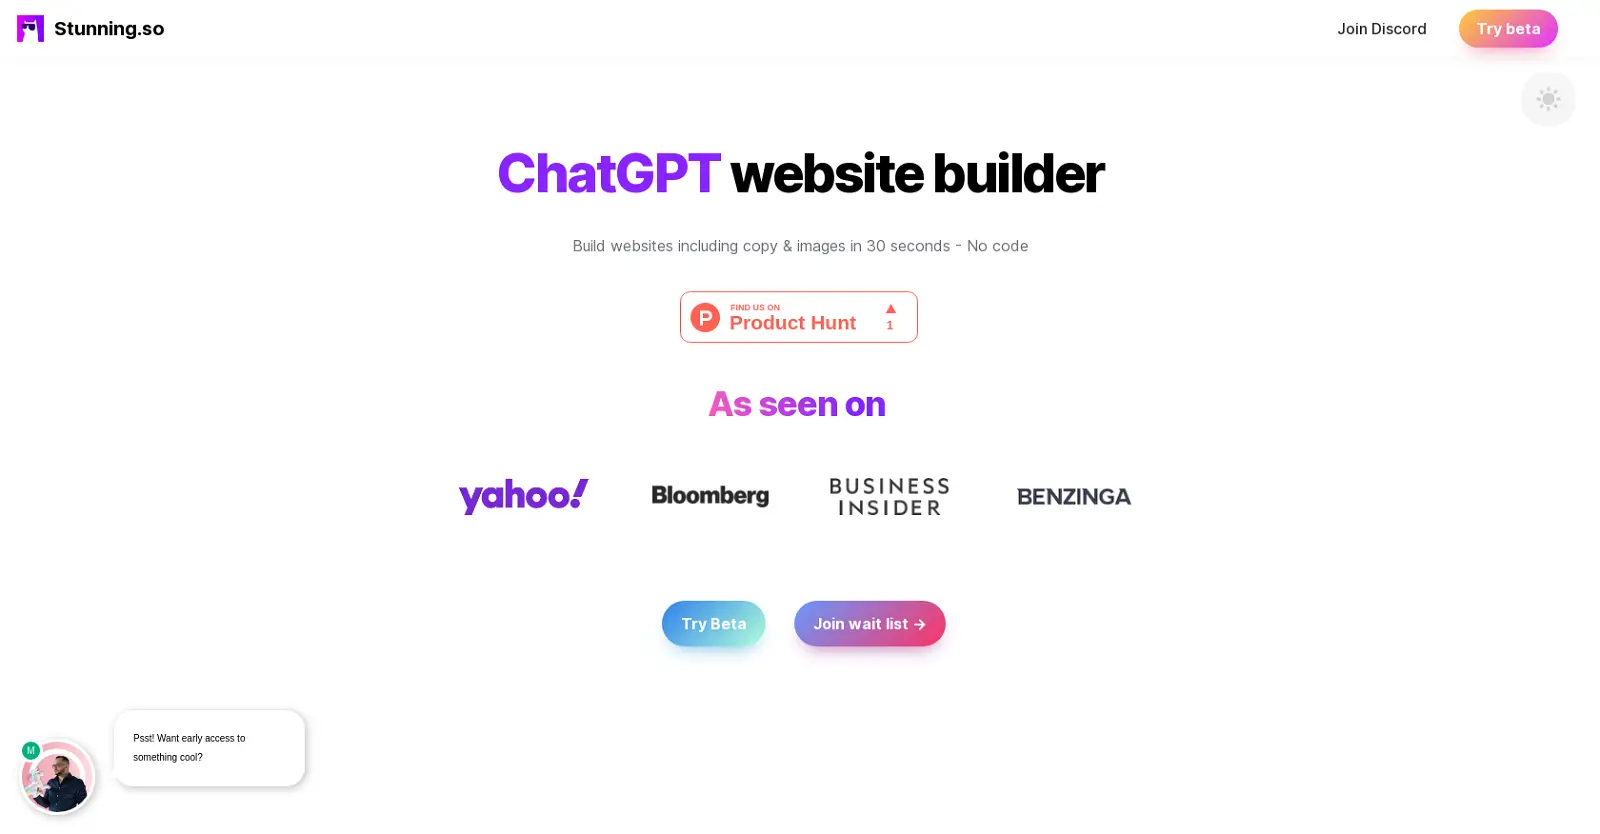 Stunning.so
Join Discord
Try beta
ChatGPT website builder
Build websites including copy & images in 30 seconds - No code
P
FIND US ON
Product Hunt
▲
1
As seen on
yahoo!
Bloomberg
BUSINESS
INSIDER
BENZINGA
Try Beta
Join wait list →
M
Psst! Want early access to
something cool?